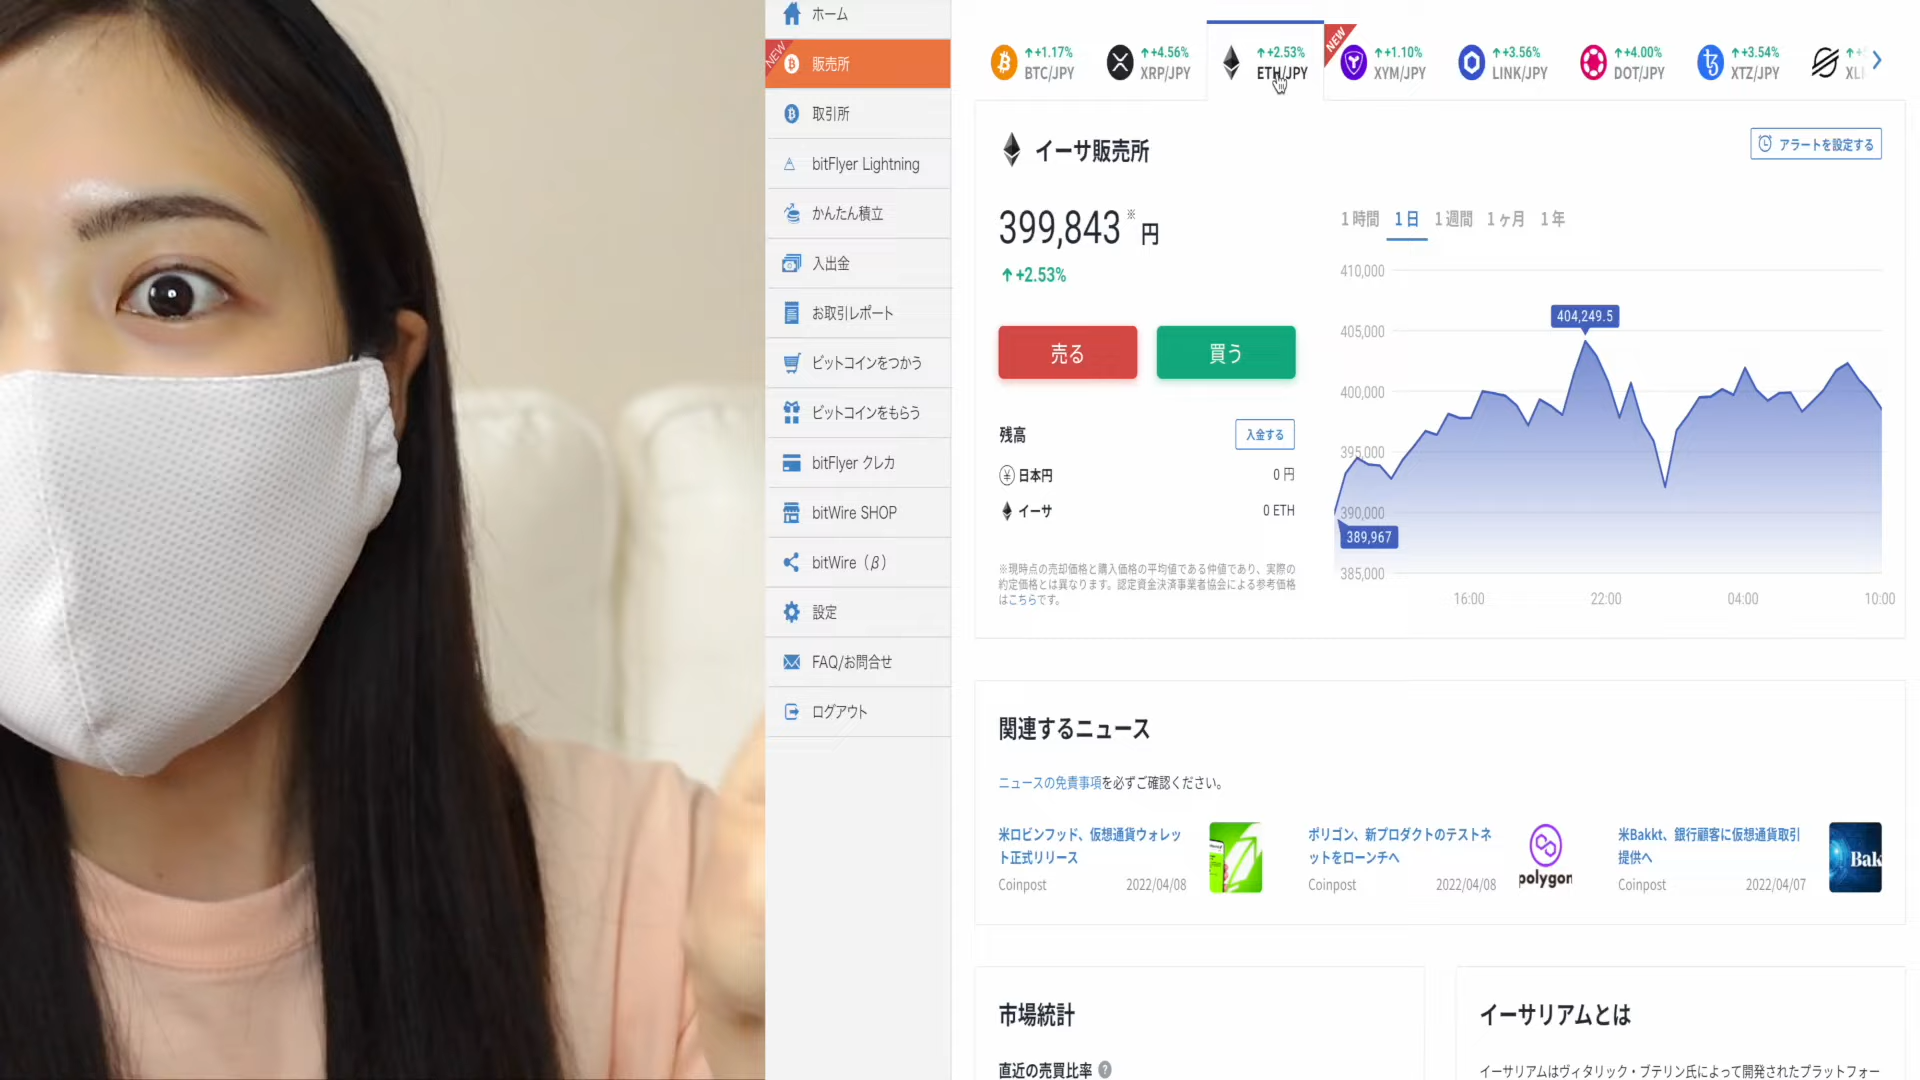 ホーム
NEW
販売所
取引所
bitFlyer Lightning
かんたん積立
入出金
お取引レポート
ビットコインをつかう
ビットコインをもらう
bitFlyer クレカ
bitWire SHOP
bitWire（β）
設定
FAQ/お問合せ
ログアウト
+1.17%
BTC/JPY
+4.56%
XRP/JPY
+2.53%
ETH/JPY
NEW
+1.10%
XYM/JPY
+3.56%
LINK/JPY
+4.00%
DOT/JPY
+3.54%
XTZ/JPY
イーサ販売所
アラートを設定する
399,843 ※ 円
+2.53%
売る
買う
残高
入金する
日本円
0 円
イーサ
0 ETH
※現時点の売却価格と購入価格の平均値である仲値であり、実際の
約定価格とは異なります。認定資金決済事業者協会による参考価格
はこちらです。
1 時間 1 日 1 週間 1 ヶ月 1 年
410,000
405,000
400,000
395,000
390,000
385,000
404,249.5
389,967
16:00 22:00 04:00 10:00
関連するニュース
ニュースの免責事項を必ずご確認ください。
米ロビンフッド、仮想通貨ウォレッ
ト正式リリース
Coinpost 2022/04/08
ポリゴン、新プロダクトのテストネ
ットをローンチへ
Coinpost 2022/04/08
polygon
米Bakkt、銀行顧客に仮想通貨取引
提供へ
Coinpost 2022/04/07
Bak
市場統計
直近の売買比率
イーサリアムとは
イーサリアムはヴィタリック・ブテリン氏によって開発されたプラットフォー